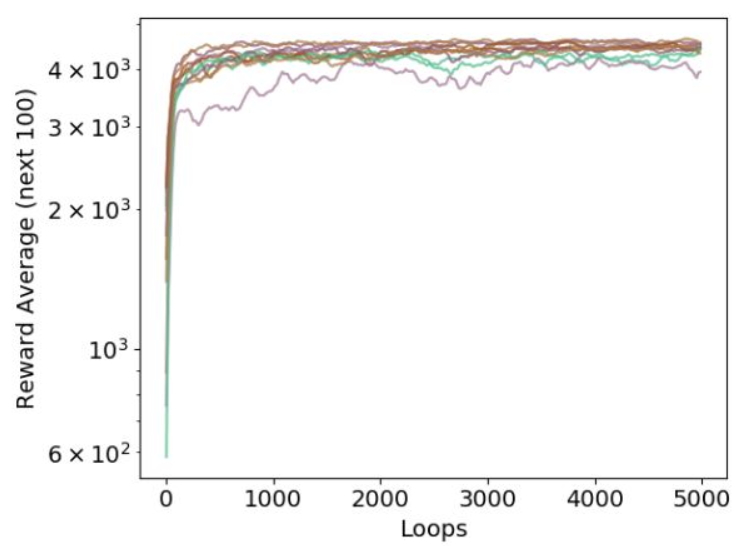 4 × 10³
3 × 10³
2 × 10³
10³
6 × 10²
Reward Average (next 100)
0 1000 2000 3000 4000 5000
Loops